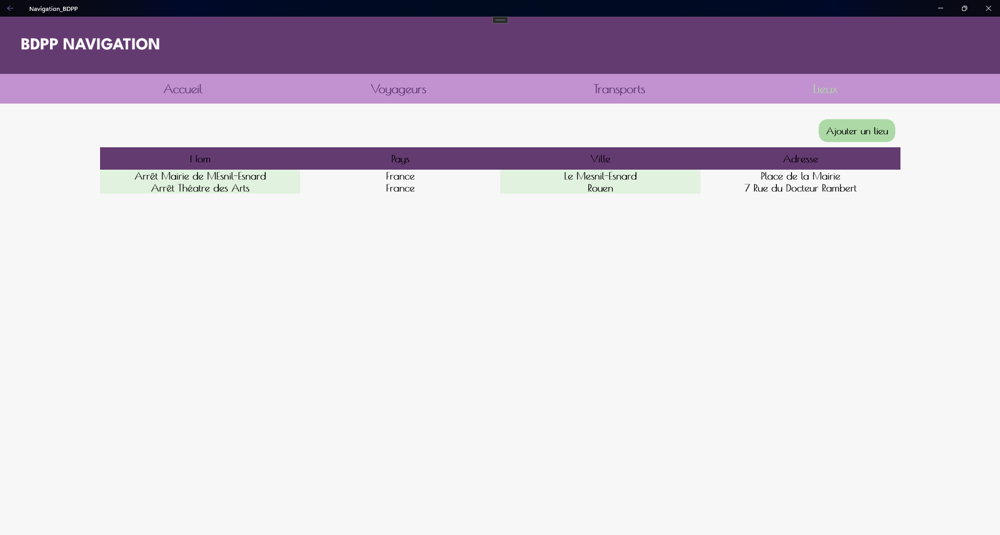 Navigation_BDPP
BDPP NAVIGATION
Accueil Voyageurs Transports Lieux
Ajouter un lieu
Nom Pays Ville Adresse
Arrêt Mairie de MEsnil-Esnard France Le Mesnil-Esnard Place de la Mairie
Arrêt Théatre des Arts France Rouen 7 Rue du Docteur Rambert